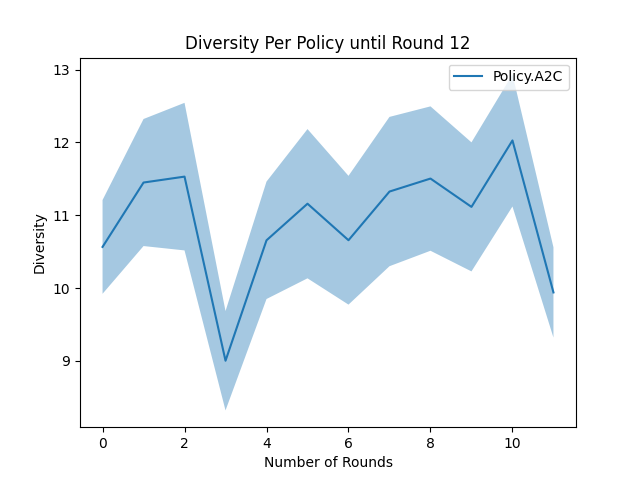 Diversity Per Policy until Round 12
Policy.A2C
13
12
11
10
9
Diversity
0 2 4 6 8 10
Number of Rounds